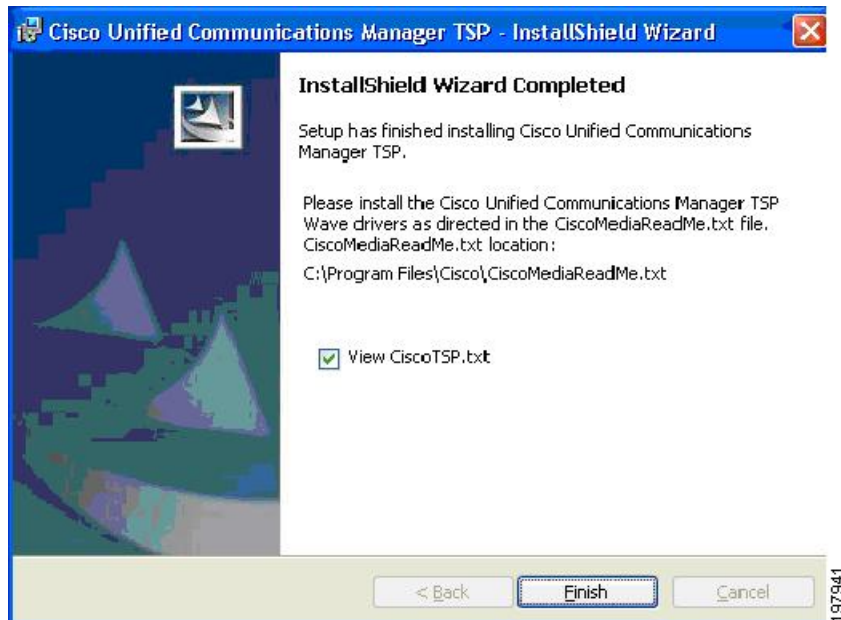 Cisco Unified Communications Manager TSP - InstallShield Wizard
InstallShield Wizard Completed
Setup has finished installing Cisco Unified Communications
Manager TSP.
Please install the Cisco Unified Communications Manager TSP
Wave drivers as directed in the CiscoMediaReadMe.txt file.
CiscoMediaReadMe.txt location:
C:\Program Files\Cisco\CiscoMediaReadMe.txt
View CiscoTSP.txt
< Back
Finish
Cancel
197941